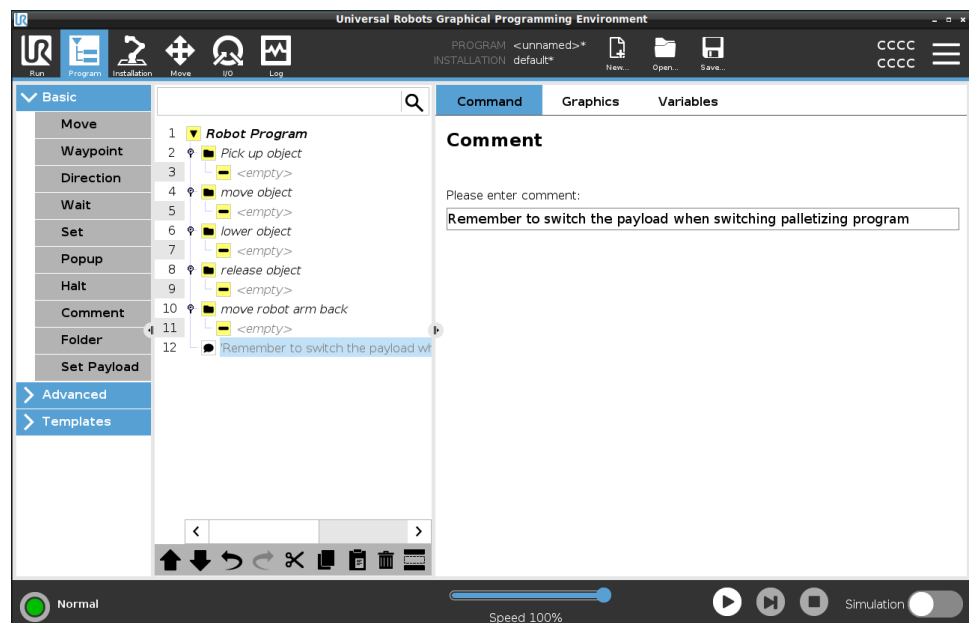 Universal Robots Graphical Programming Environment
UR
Run
Program
Installation
Move
I/O
Log
PROGRAM <unnamed>*
INSTALLATION default*
New...
Open...
Save...
CCCC
CCCC
Basic
Move
Waypoint
Direction
Wait
Set
Popup
Halt
Comment
Folder
Set Payload
Advanced
Templates
1 Robot Program
2 Pick up object
3 <empty>
4 move object
5 <empty>
6 lower object
7 <empty>
8 release object
9 <empty>
10 move robot arm back
11 <empty>
12 'Remember to switch the payload wh
Command Graphics Variables
Comment
Please enter comment:
Remember to switch the payload when switching palletizing program
Normal
Speed 100%
Simulation